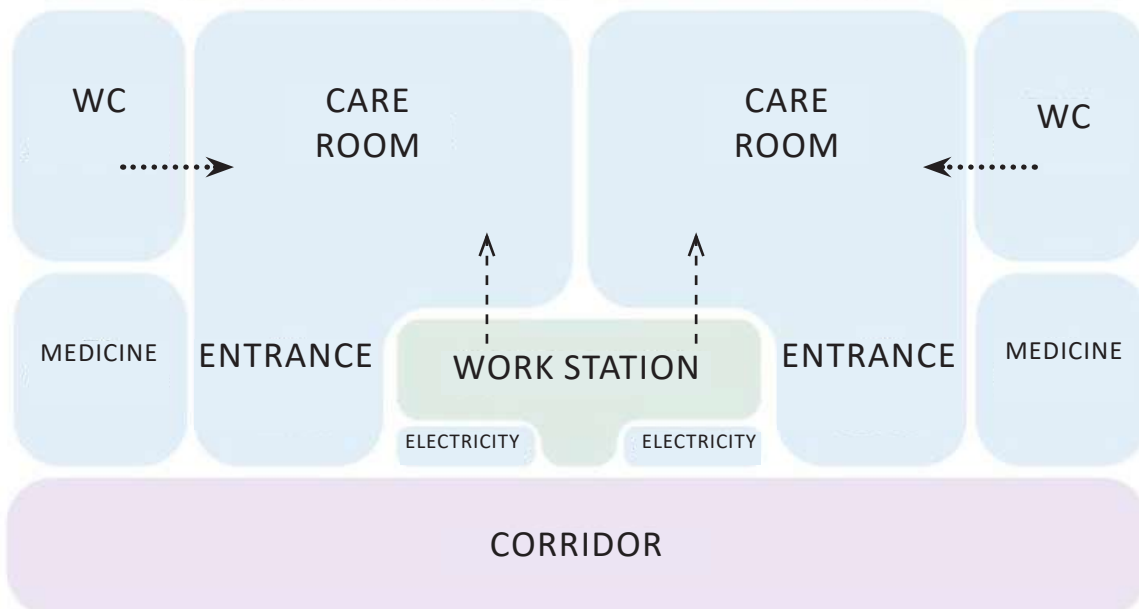 WC
CARE
ROOM
CARE
ROOM
WC
MEDICINE
ENTRANCE
WORK STATION
ENTRANCE
MEDICINE
ELECTRICITY
ELECTRICITY
CORRIDOR